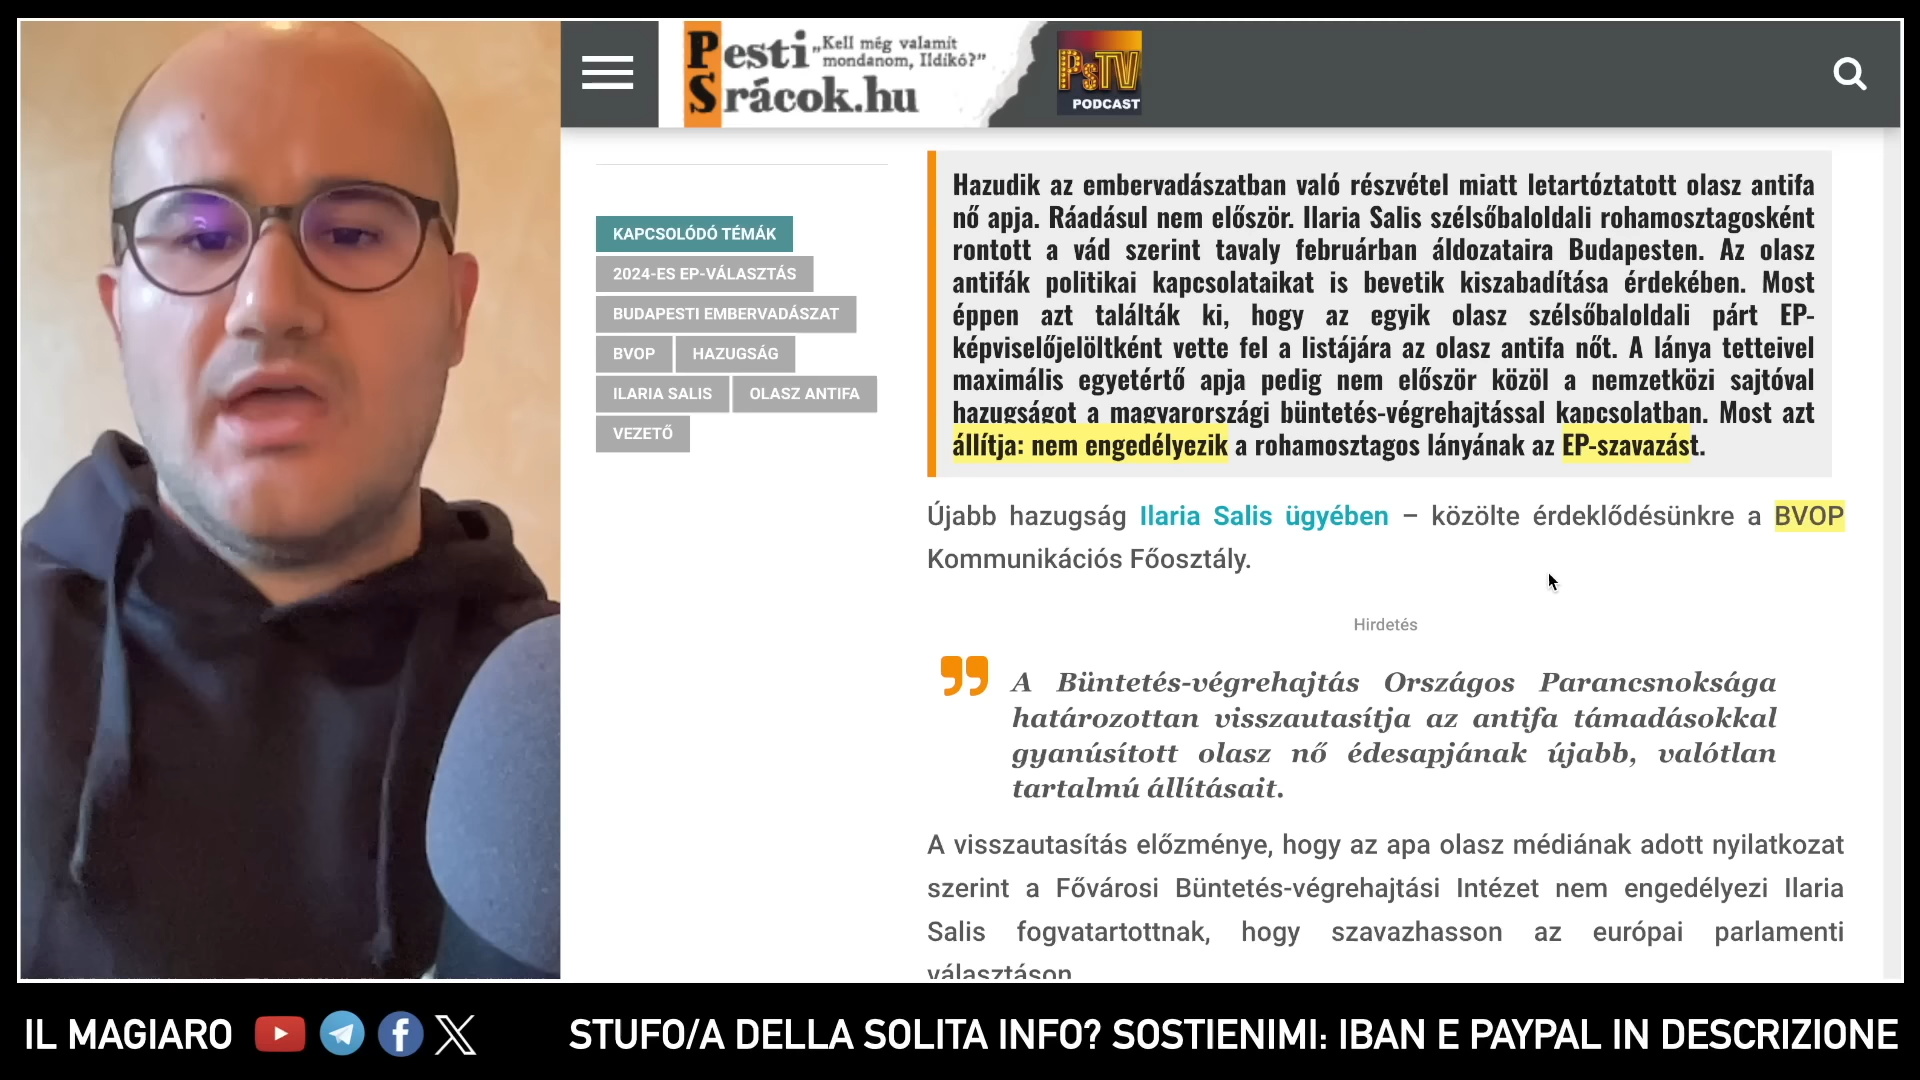 Pesti
Srácok.hu
„Kell még valamit
mondanom, Ildikó?”
PsTV
PODCAST
KAPCSOLÓDÓ TÉMÁK
2024-ES EP-VÁLASZTÁS
BUDAPESTI EMBERVADÁSZAT
BVOP HAZUGSÁG
ILARIA SALIS OLASZ ANTIFA
VEZETŐ
Hazudik az embervadászatban való részvétel miatt letartóztatott olasz antifa
nő apja. Ráadásul nem először. Ilaria Salis szélsőbaloldali rohamosztagosként
rontott a vád szerint tavaly februárban áldozataira Budapesten. Az olasz
antifák politikai kapcsolataikat is bevetik kiszabadítása érdekében. Most
éppen azt találták ki, hogy az egyik olasz szélsőbaloldali párt EP-
képviselőjelöltként vette fel a listájára az olasz antifa nőt. A lánya tetteivel
maximális egyetértő apja pedig nem először közöl a nemzetközi sajtóval
hazugságot a magyarországi büntetés-végrehajtással kapcsolatban. Most azt
állítja: nem engedélyezik a rohamosztagos lányának az EP-szavazást.
Újabb hazugság Ilaria Salis ügyében – közölte érdeklődésünkre a BVOP
Kommunikációs Főosztály.
Hirdetés
A Büntetés-végrehajtás Országos Parancsnoksága
határozottan visszautasítja az antifa támadásokkal
gyanúsított olasz nő édesapjának újabb, valótlan
tartalmú állításait.
A visszautasítás előzménye, hogy az apa olasz médiának adott nyilatkozat
szerint a Fővárosi Büntetés-végrehajtási Intézet nem engedélyezi Ilaria
Salis fogvatartottnak, hogy szavazhasson az európai parlamenti
választáson
IL MAGIARO
STUFO/A DELLA SOLITA INFO? SOSTIENIMI: IBAN E PAYPAL IN DESCRIZIONE